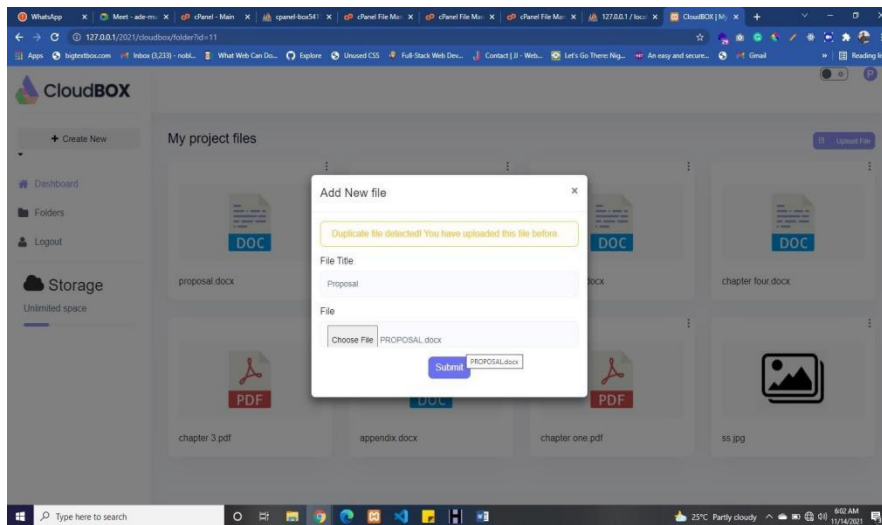 WhatsApp
Meet - ade-m
cPanel - Main
cpanel-box541
cPanel File Ma
cPanel File Man
cPanel File Man
127.0.0.1 / loca
CloudBOX | My
127.0.0.1/2021/cloudbox/folder?id=11
Apps
bigtextbox.com
Inbox (3,233) - nobl...
What Web Can Do...
Explore
Unused CSS
Full-Stack Web Dev...
Contact | JJ - Web...
Let's Go There: Nig...
An easy and secure...
Gmail
»
Reading li
CloudBOX
P
+ Create New
My project files
Upload File
Dashboard
Folders
Logout
Storage
Unlimited space
Add New file
×
Duplicate file detected! You have uploaded this file before.
File Title
Proposal
File
Choose File PROPOSAL.docx
Submit
PROPOSAL.docx
DOC
DOC
DOC
proposal.docx
docx
chapter four.docx
PDF
DOC
PDF
chapter 3.pdf
appendix.docx
chapter one.pdf
ss.jpg
Type here to search
25°C Partly cloudy
6:02 AM
11/14/2021